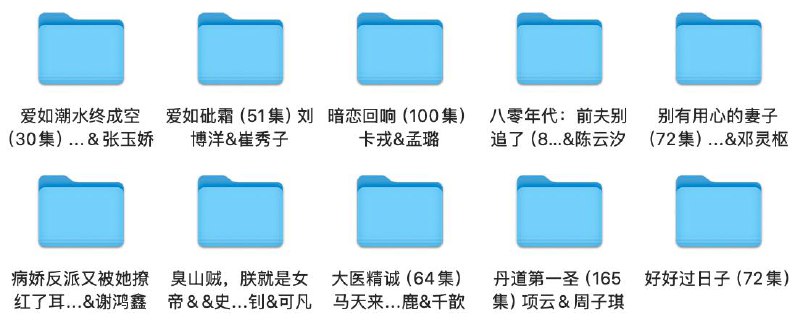 爱如潮水终成空
(30集) ...＆张玉娇
爱如砒霜 (51集) 刘
博洋&崔秀子
暗恋回响 (100集)
卡戎&孟璐
八零年代：前夫别
追了 (8...&陈云汐
别有用心的妻子
(72集) ...&邓灵枢
病娇反派又被她撩
红了耳...&谢鸿鑫
臭山贼，朕就是女
帝＆&史...钊&可凡
大医精诚 (64集)
马天来...鹿&千歆
丹道第一圣 (165
集) 项云＆周子琪
好好过日子 (72集)